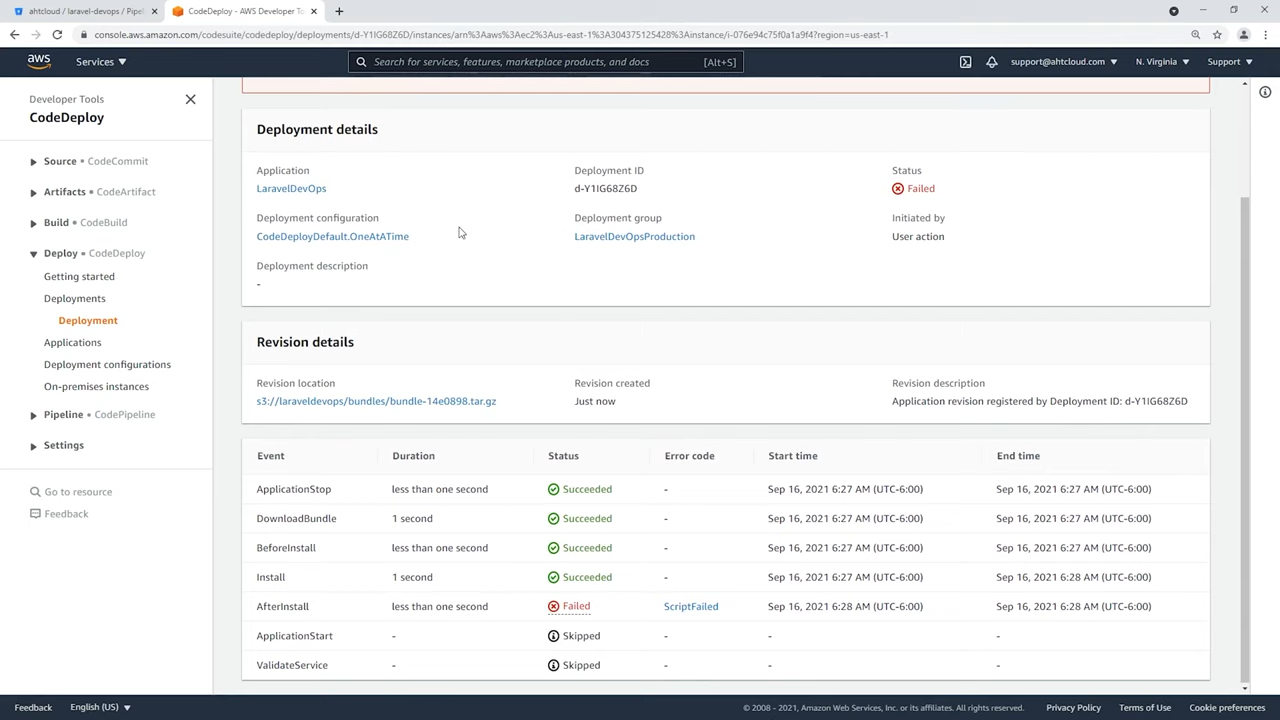 ahtcloud / laravel-devops / Pipel
CodeDeploy - AWS Developer To
console.aws.amazon.com/codesuite/codedeploy/deployments/d-Y1IG68Z6D/instances/arn%3Aaws%3Aec2%3Aus-east-1%3A304375125428%3Ainstance/i-076e94c75f0a1a9f4?region=us-east-1
aws Services Search for services, features, marketplace products, and docs [Alt+S] support@ahtcloud.com N. Virginia Support
Developer Tools
CodeDeploy
Source • CodeCommit
Artifacts • CodeArtifact
Build • CodeBuild
Deploy • CodeDeploy
Getting started
Deployments
Deployment
Applications
Deployment configurations
On-premises instances
Pipeline • CodePipeline
Settings
Go to resource
Feedback
Deployment details
Application Deployment ID Status
LaravelDevOps d-Y1IG68Z6D Failed
Deployment configuration Deployment group Initiated by
CodeDeployDefault.OneAtATime LaravelDevOpsProduction User action
Deployment description
-
Revision details
Revision location Revision created Revision description
s3://laraveldevops/bundles/bundle-14e0898.tar.gz Just now Application revision registered by Deployment ID: d-Y1IG68Z6D
Event Duration Status Error code Start time End time
ApplicationStop less than one second Succeeded - Sep 16, 2021 6:27 AM (UTC-6:00) Sep 16, 2021 6:27 AM (UTC-6:00)
DownloadBundle 1 second Succeeded - Sep 16, 2021 6:27 AM (UTC-6:00) Sep 16, 2021 6:27 AM (UTC-6:00)
BeforeInstall less than one second Succeeded - Sep 16, 2021 6:27 AM (UTC-6:00) Sep 16, 2021 6:27 AM (UTC-6:00)
Install 1 second Succeeded - Sep 16, 2021 6:27 AM (UTC-6:00) Sep 16, 2021 6:28 AM (UTC-6:00)
AfterInstall less than one second Failed ScriptFailed Sep 16, 2021 6:28 AM (UTC-6:00) Sep 16, 2021 6:28 AM (UTC-6:00)
ApplicationStart - Skipped - - -
ValidateService - Skipped - - -
Feedback English (US) © 2008 - 2021, Amazon Web Services, Inc. or its affiliates. All rights reserved. Privacy Policy Terms of Use Cookie preferences